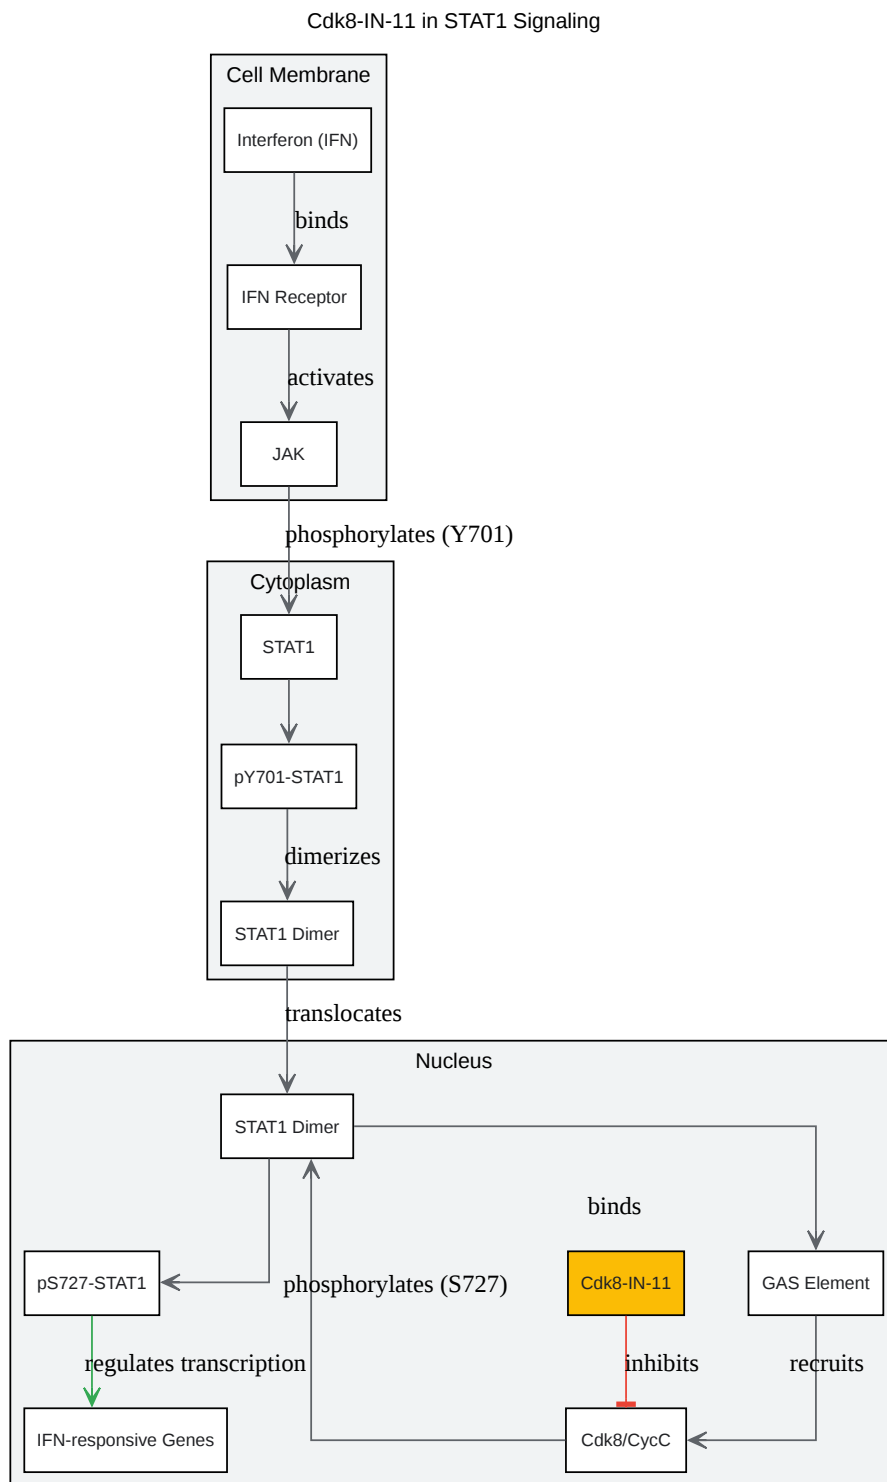 Cdk8-IN-11 in STAT1 Signaling
Cell Membrane
Interferon (IFN)
binds
IFN Receptor
activates
JAK
phosphorylates (Y701)
Cytoplasm
STAT1
pY701-STAT1
dimerizes
STAT1 Dimer
translocates
Nucleus
STAT1 Dimer
binds
pS727-STAT1
phosphorylates (S727)
Cdk8-IN-11
GAS Element
regulates transcription
inhibits
recruits
IFN-responsive Genes
Cdk8/CycC